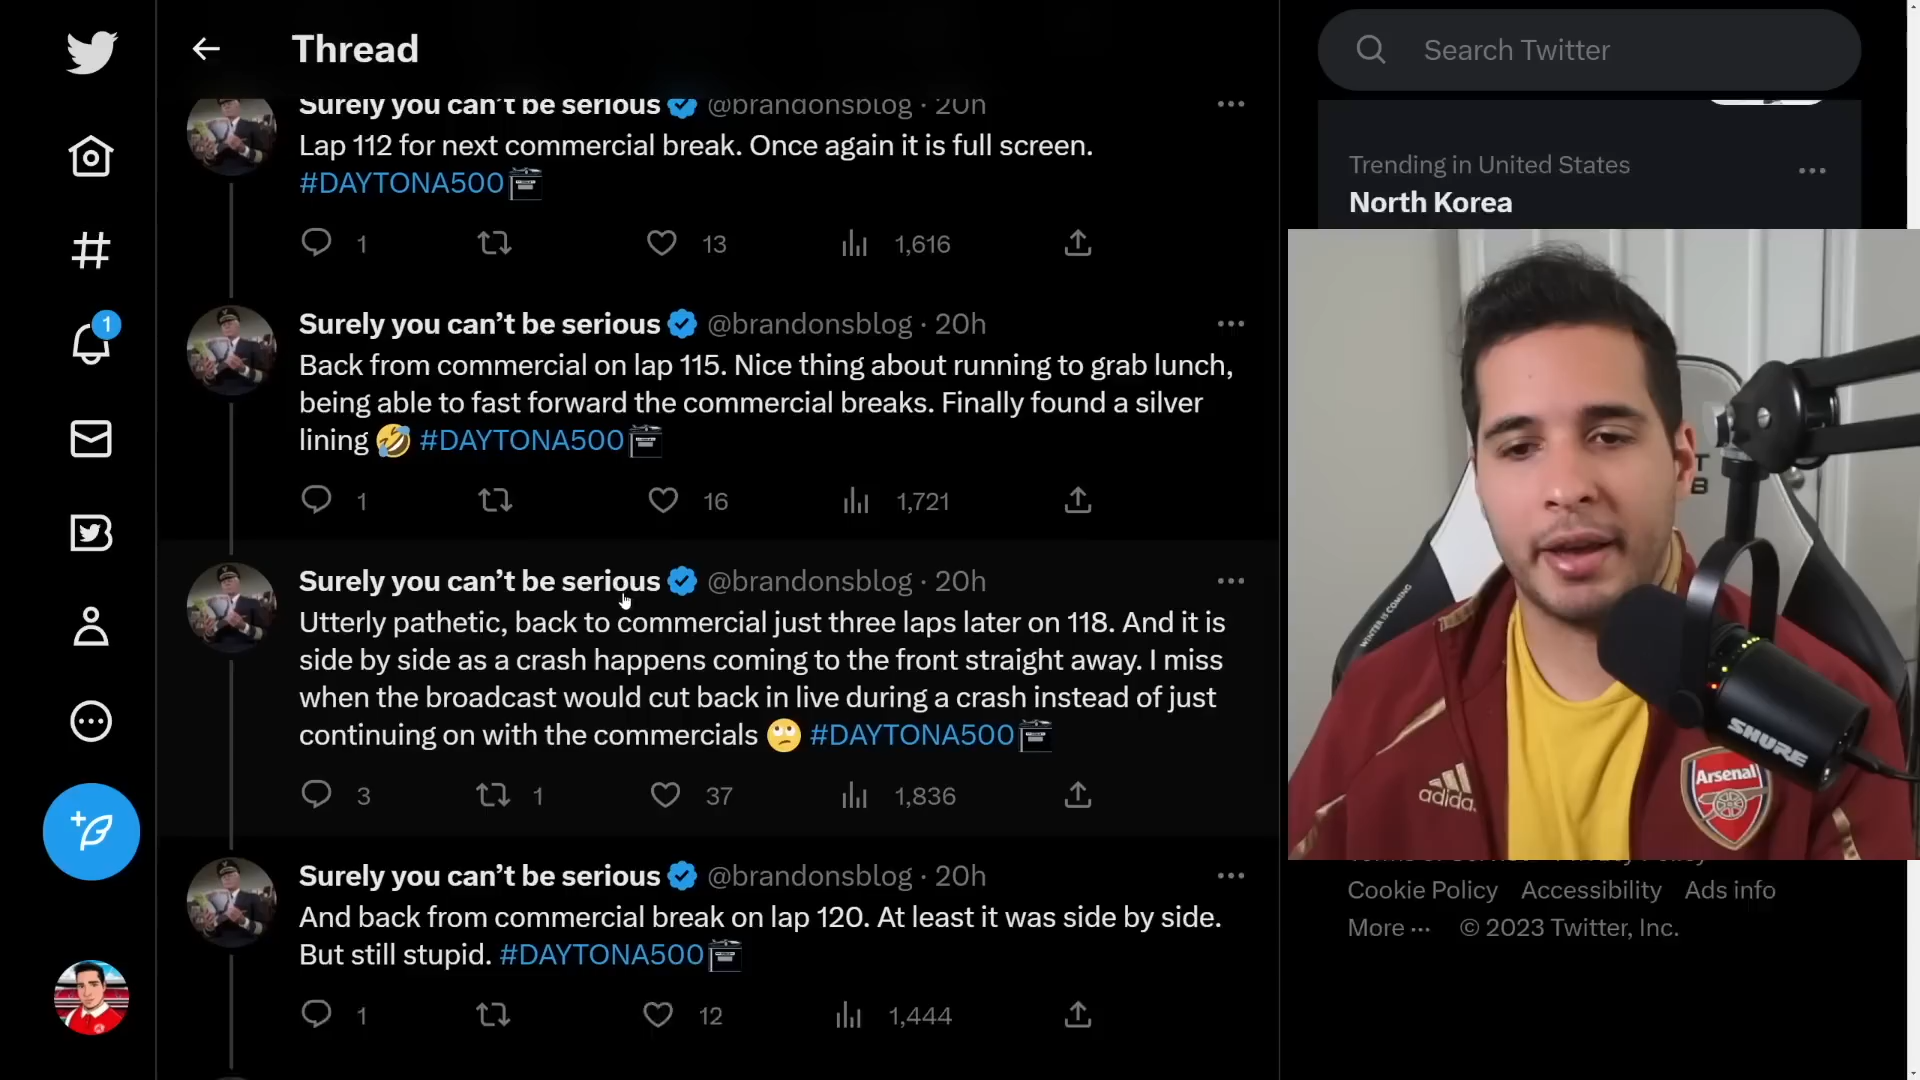 Thread
Search Twitter
Surely you can't be serious @brandonsblog · 20h
Lap 112 for next commercial break. Once again it is full screen.
#DAYTONA500
1 13 1,616
Surely you can't be serious @brandonsblog · 20h
Back from commercial on lap 115. Nice thing about running to grab lunch,
being able to fast forward the commercial breaks. Finally found a silver
lining 🤣 #DAYTONA500
1 16 1,721
Surely you can't be serious @brandonsblog · 20h
Utterly pathetic, back to commercial just three laps later on 118. And it is
side by side as a crash happens coming to the front straight away. I miss
when the broadcast would cut back in live during a crash instead of just
continuing on with the commercials 🙄 #DAYTONA500
3 1 37 1,836
Surely you can't be serious @brandonsblog · 20h
And back from commercial break on lap 120. At least it was side by side.
But still stupid. #DAYTONA500
1 12 1,444
1
Trending in United States
North Korea
WINTER IS COMING
adidas
Arsenal
SHURE
Cookie Policy Accessibility Ads info
More ··· © 2023 Twitter, Inc.